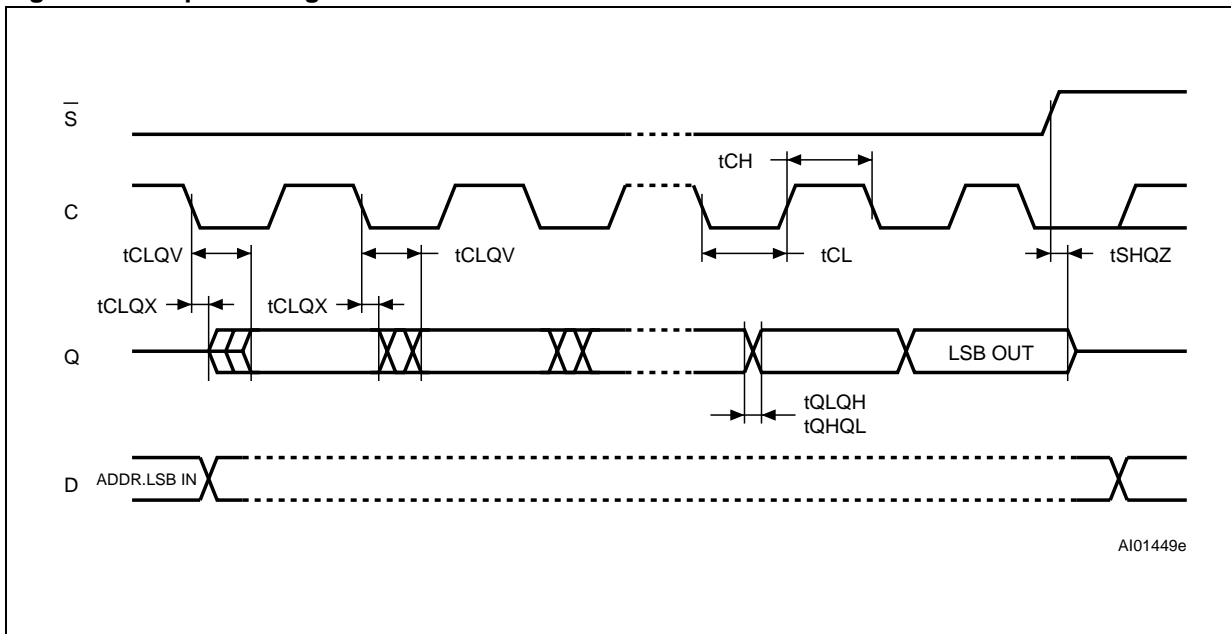 S
tCH
C
tCLQV
tCLQV
tCL
tSHQZ
tCLQX
tCLQX
Q
LSB OUT
tQLQH
tQHQL
D
ADDR.LSB IN
AI01449e